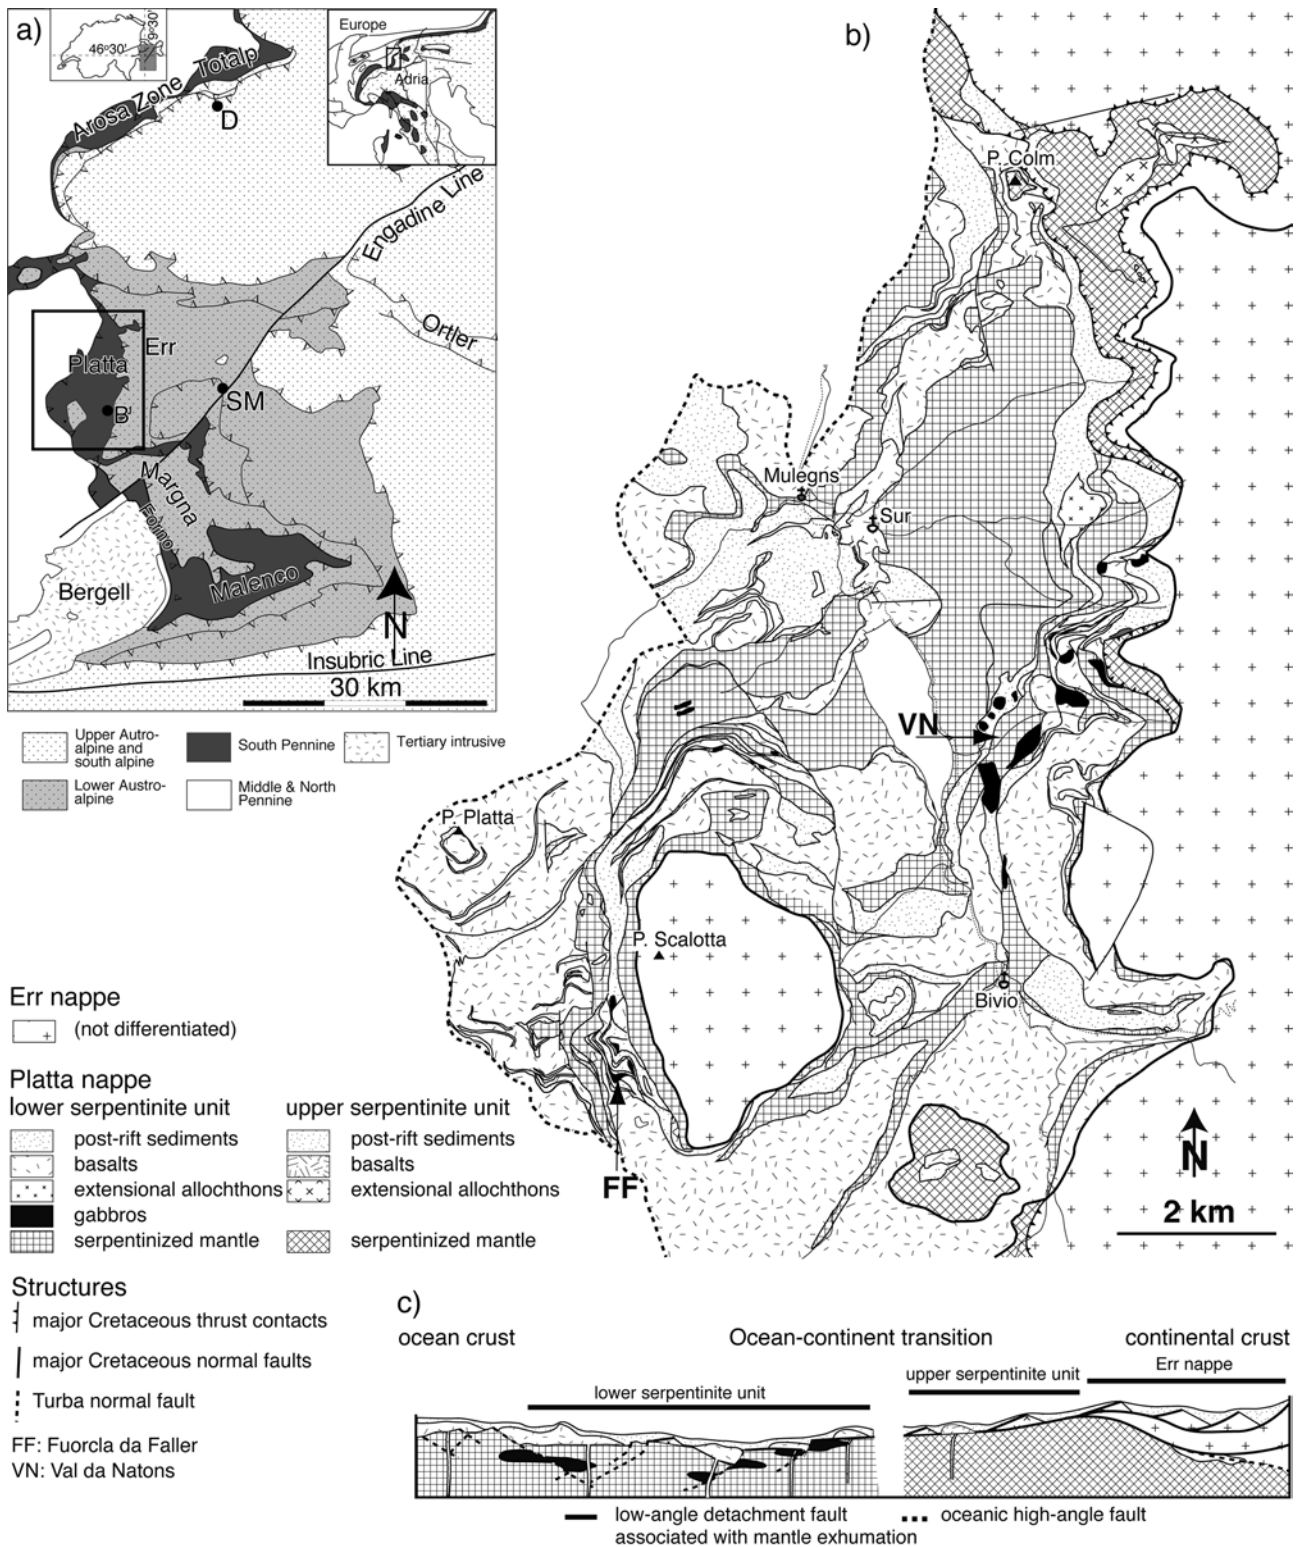 a)
46°30'
9°30'
Europe
Adria
Arosa Zone
Totalp
D
Engadine Line
Ortler
Err
Platta
B
SM
Margna
Forno
Malenco
Bergell
N
Insubric Line
30 km
Upper Autro-
alpine and
south alpine
South Pennine
Tertiary intrusive
Lower Austro-
alpine
Middle & North
Pennine
b)
P. Colm
Mulegns
Sur
VN
P. Platta
P. Scalotta
Bivio
FF
N
2 km
Err nappe
(not differentiated)
Platta nappe
lower serpentinite unit
upper serpentinite unit
post-rift sediments
post-rift sediments
basalts
basalts
extensional allochthons
extensional allochthons
gabbros
serpentinized mantle
serpentinized mantle
Structures
major Cretaceous thrust contacts
major Cretaceous normal faults
Turba normal fault
FF: Fuorcla da Faller
VN: Val da Natons
c)
ocean crust
Ocean-continent transition
continental crust
Err nappe
upper serpentinite unit
lower serpentinite unit
low-angle detachment fault
associated with mantle exhumation
oceanic high-angle fault